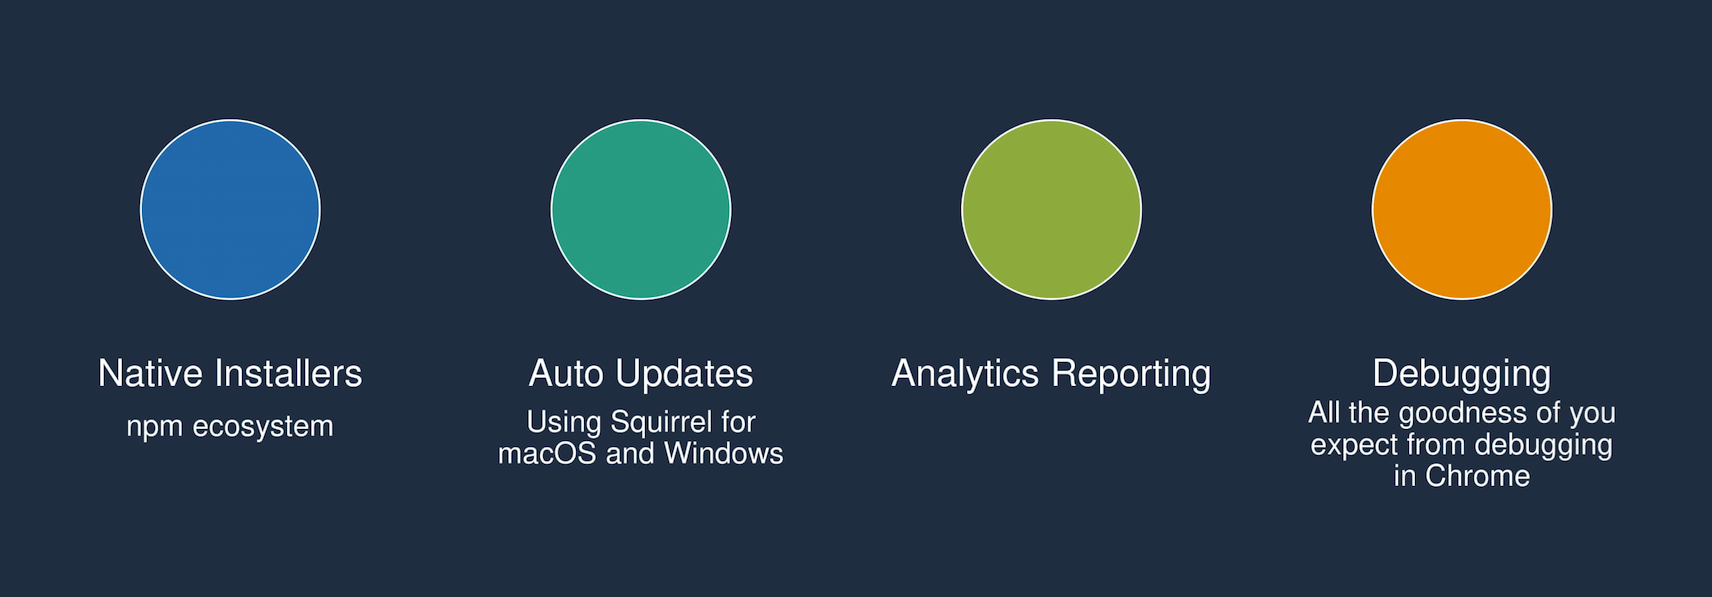 Native Installers
npm ecosystem
Auto Updates
Using Squirrel for
macOS and Windows
Analytics Reporting
Debugging
All the goodness of you
expect from debugging
in Chrome